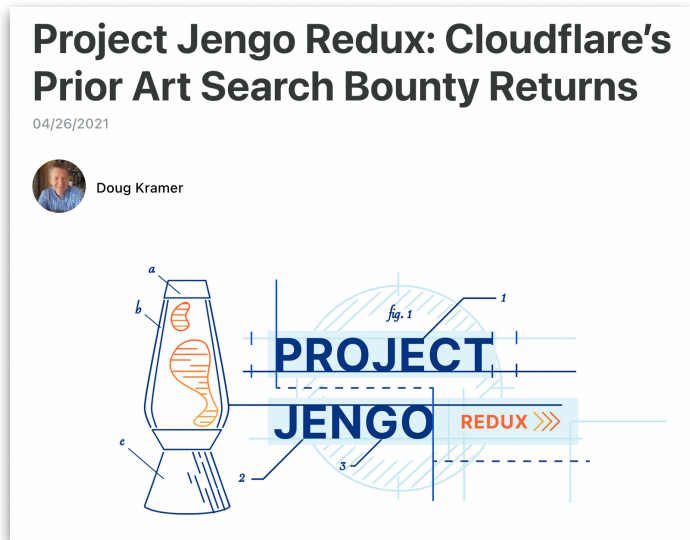 Project Jengo Redux: Cloudflare’s
Prior Art Search Bounty Returns
04/26/2021
Doug Kramer
a
b
fig. 1
1
PROJECT
JENGO
REDUX
c
2
3